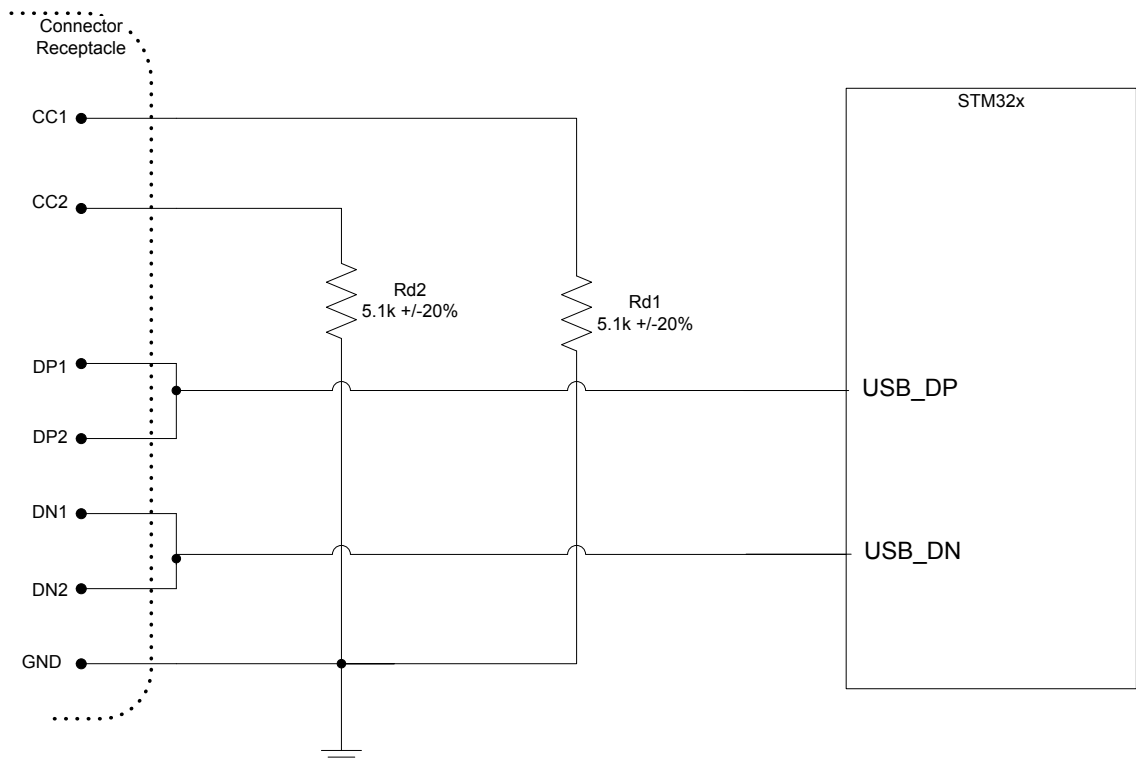 Connector
Receptacle
STM32x
CC1
CC2
Rd2
5.1k +/-20%
Rd1
5.1k +/-20%
DP1
USB_DP
DP2
DN1
USB_DN
DN2
GND